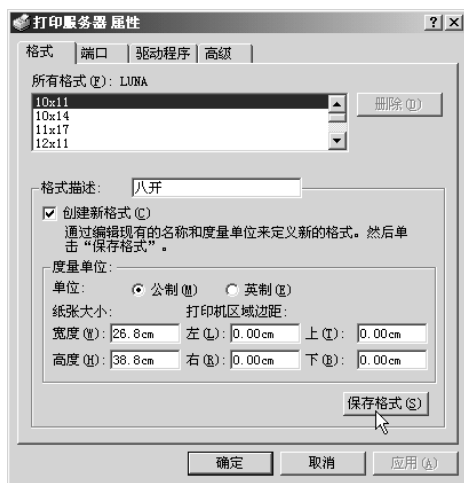 打印服务器 属性
格式 端口 驱动程序 高级
所有格式(F): LUNA
10x11
10x14
11x17
12x11
删除(D)
格式描述: 八开
创建新格式(C)
通过编辑现有的名称和度量单位来定义新的格式。然后单
击“保存格式”。
度量单位:
单位: 公制(M) 英制(E)
纸张大小: 打印机区域边距:
宽度(W): 26.8cm 左(L): 0.00cm 上(T): 0.00cm
高度(H): 38.8cm 右(R): 0.00cm 下(B): 0.00cm
保存格式(S)
确定 取消 应用(A)